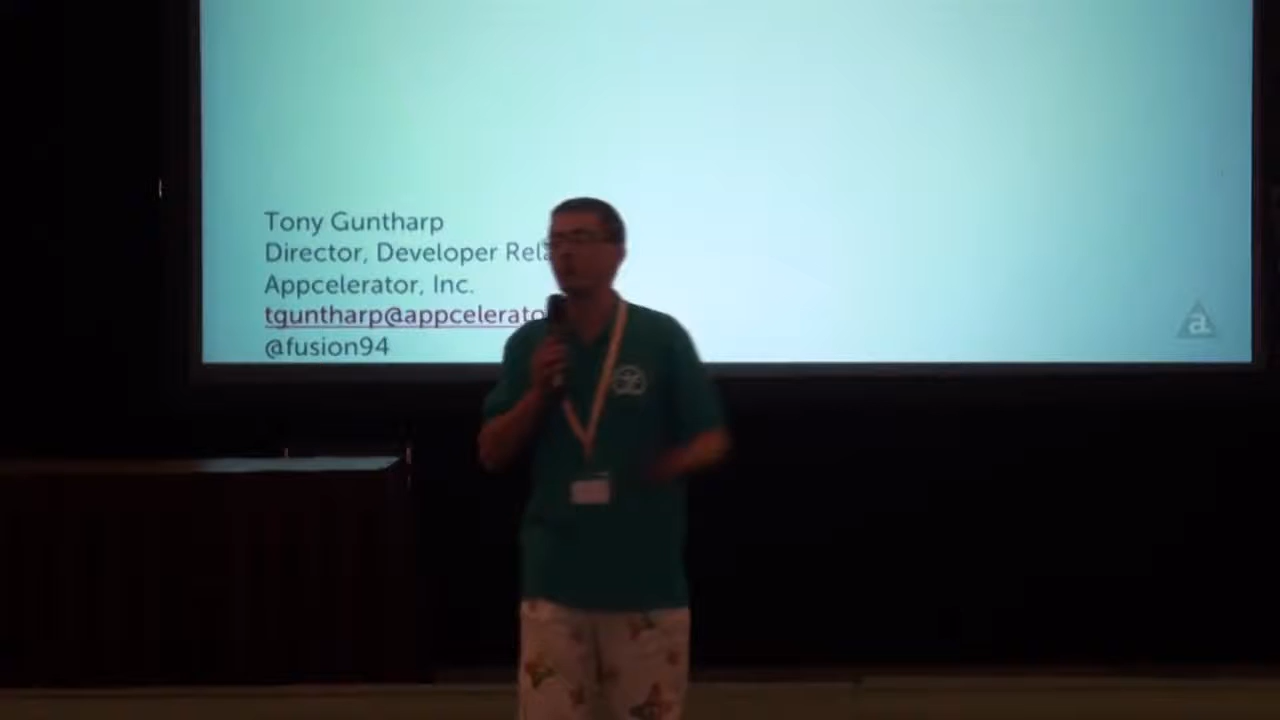 Tony Guntharp
Director, Developer Rela
Appcelerator, Inc.
tguntharp@appcelerato
@fusion94
a